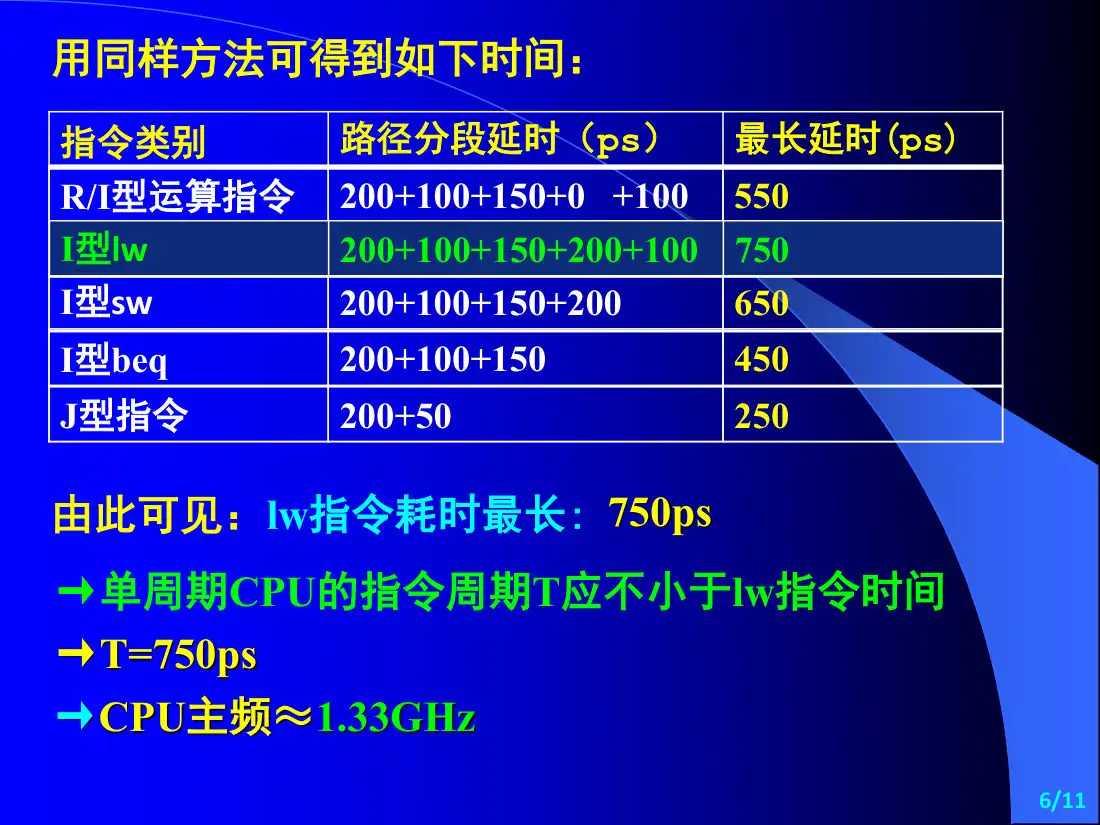 用同样方法可得到如下时间：
指令类别 路径分段延时（ps） 最长延时(ps)
R/I型运算指令 200+100+150+0 +100 550
I型lw 200+100+150+200+100 750
I型sw 200+100+150+200 650
I型beq 200+100+150 450
J型指令 200+50 250
由此可见：lw指令耗时最长：750ps
→单周期CPU的指令周期T应不小于lw指令时间
→T=750ps
→CPU主频≈1.33GHz
6/11